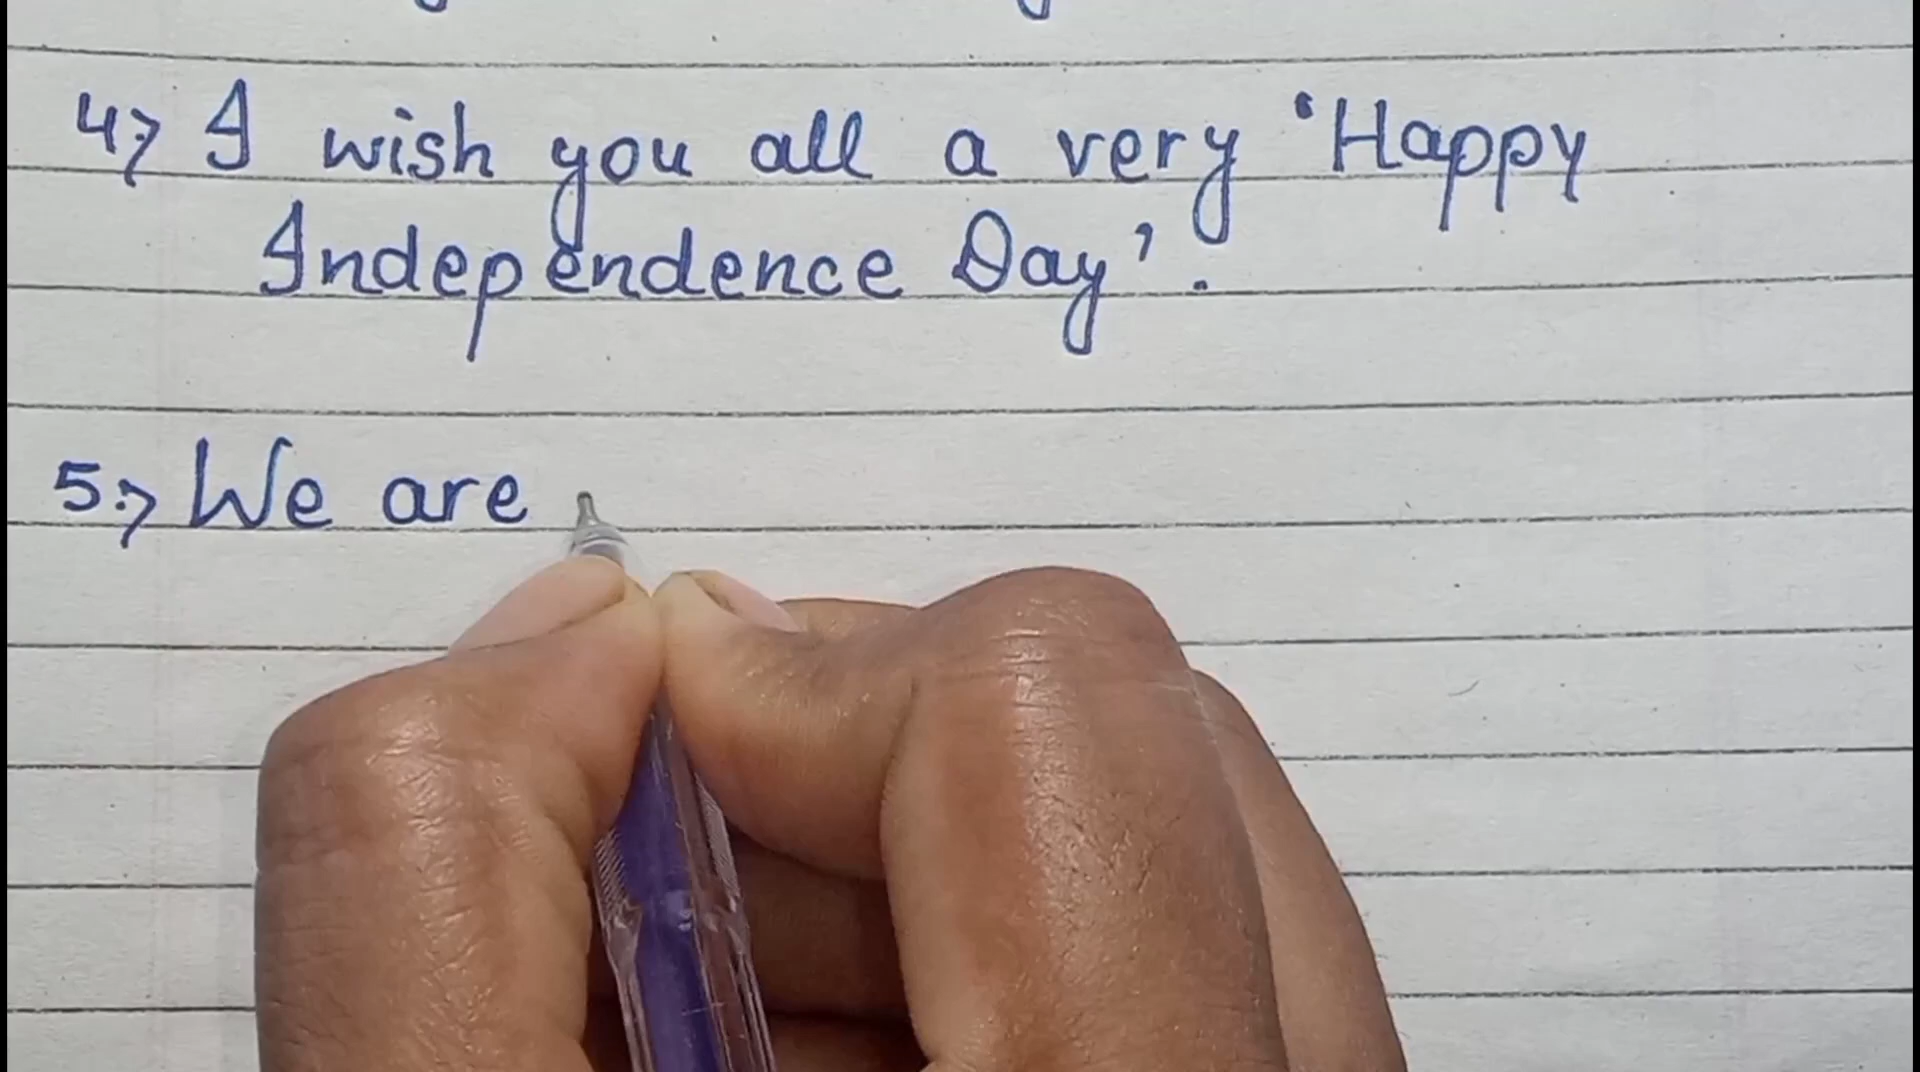 4:> I wish you all a very 'Happy
Independence Day'.
5:> We are